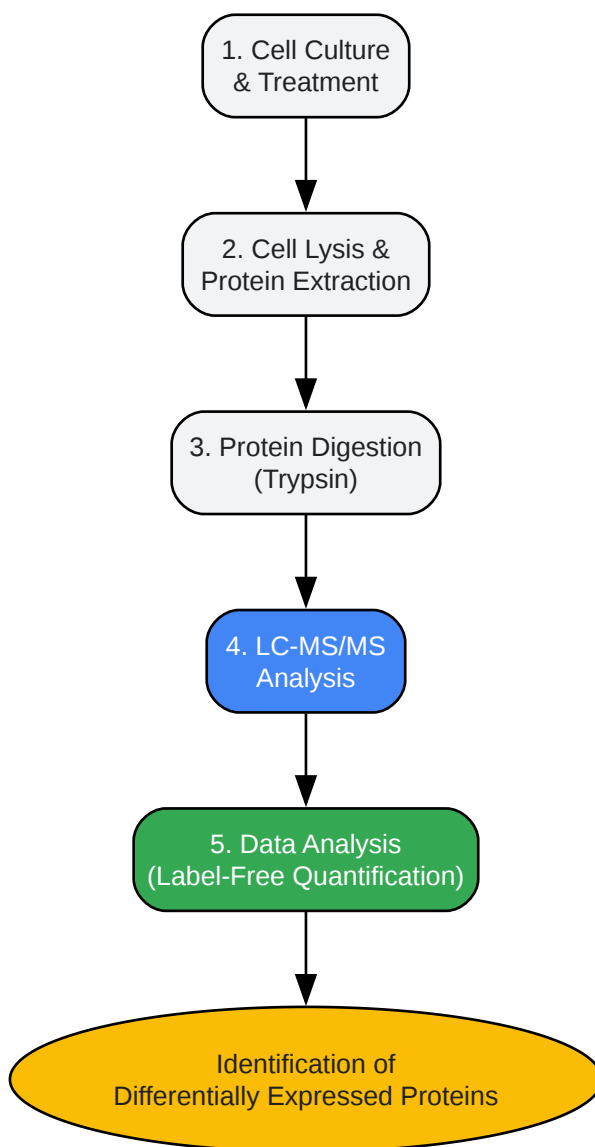 1. Cell Culture
& Treatment
2. Cell Lysis &
Protein Extraction
3. Protein Digestion
(Trypsin)
4. LC-MS/MS
Analysis
5. Data Analysis
(Label-Free Quantification)
Identification of
Differentially Expressed Proteins